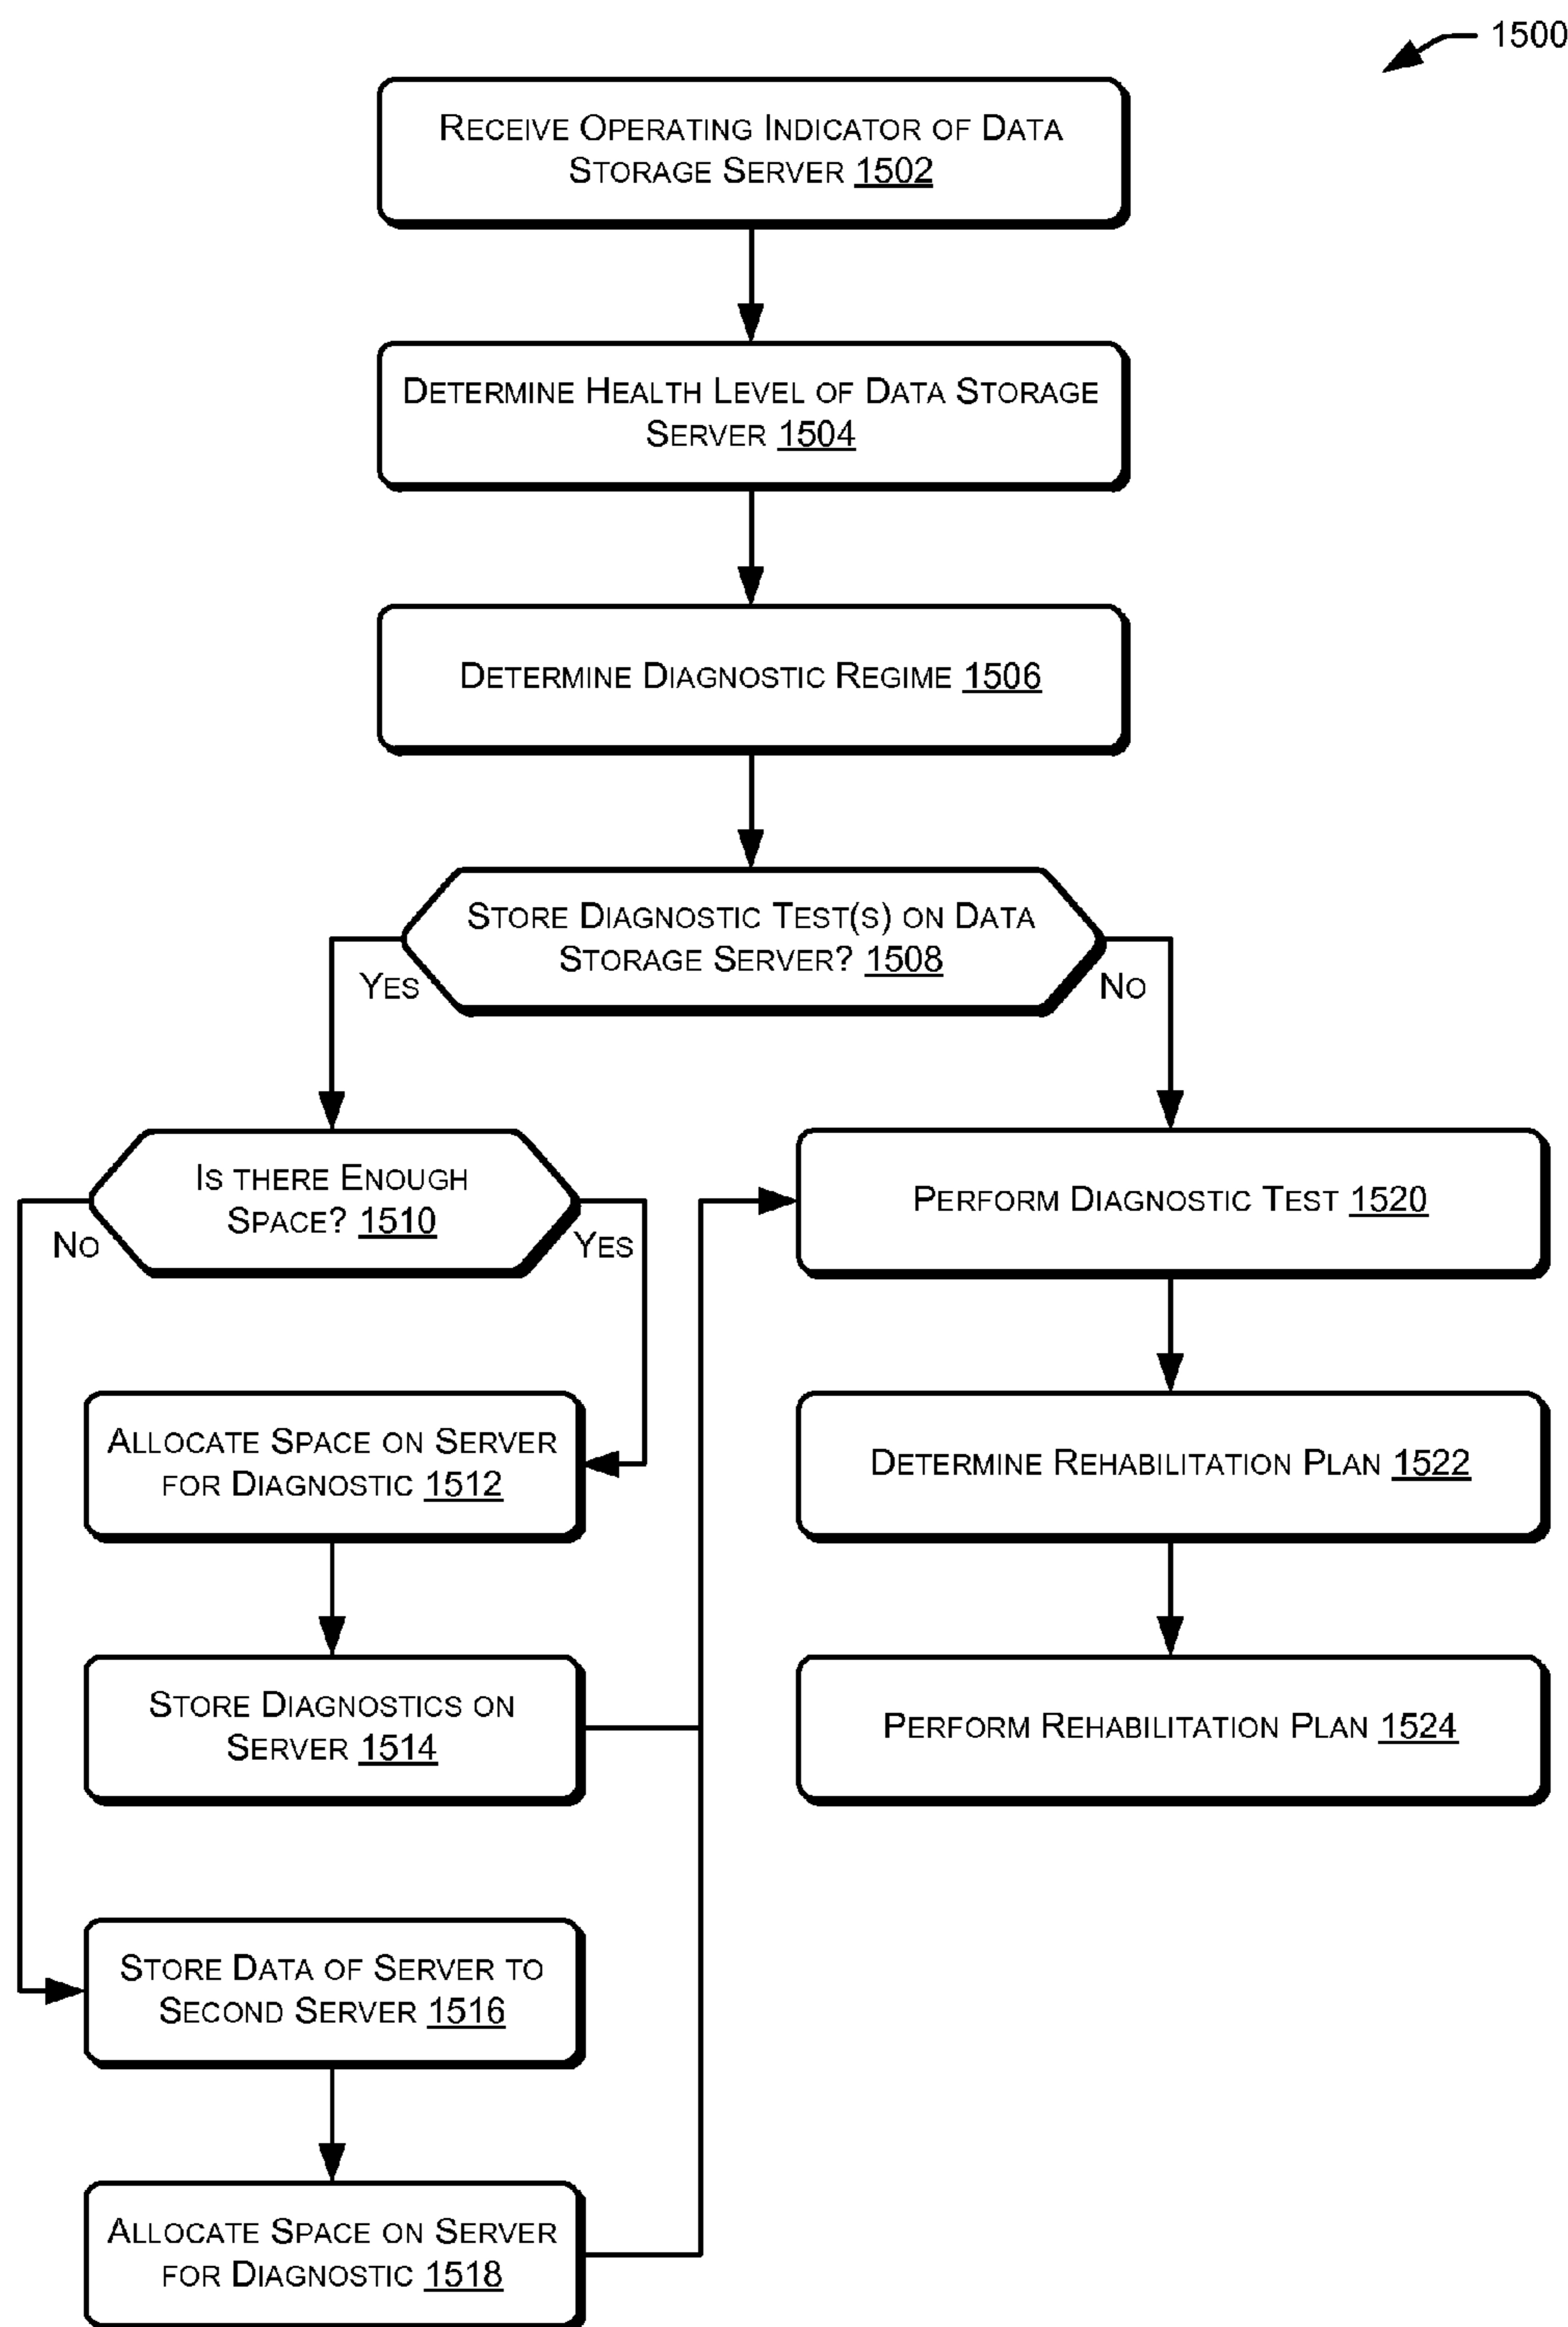 1500
RECEIVE OPERATING INDICATOR OF DATA
STORAGE SERVER 1502
DETERMINE HEALTH LEVEL OF DATA STORAGE
SERVER 1504
DETERMINE DIAGNOSTIC REGIME 1506
STORE DIAGNOSTIC TEST(S) ON DATA
STORAGE SERVER? 1508
YES
NO
IS THERE ENOUGH
SPACE? 1510
NO
YES
PERFORM DIAGNOSTIC TEST 1520
ALLOCATE SPACE ON SERVER
FOR DIAGNOSTIC 1512
DETERMINE REHABILITATION PLAN 1522
STORE DIAGNOSTICS ON
SERVER 1514
PERFORM REHABILITATION PLAN 1524
STORE DATA OF SERVER TO
SECOND SERVER 1516
ALLOCATE SPACE ON SERVER
FOR DIAGNOSTIC 1518